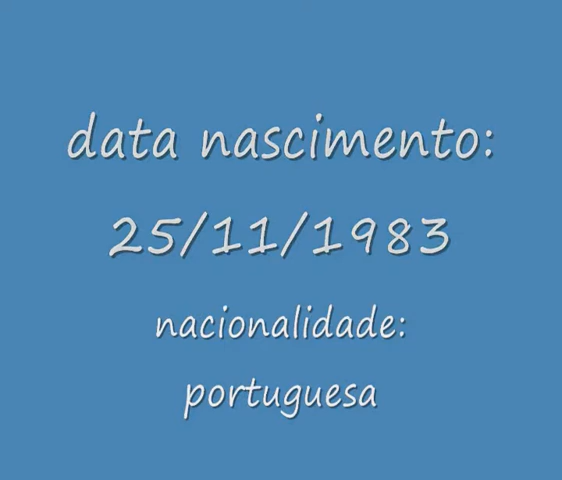 data nascimento:
25/11/1983
nacionalidade:
portuguesa